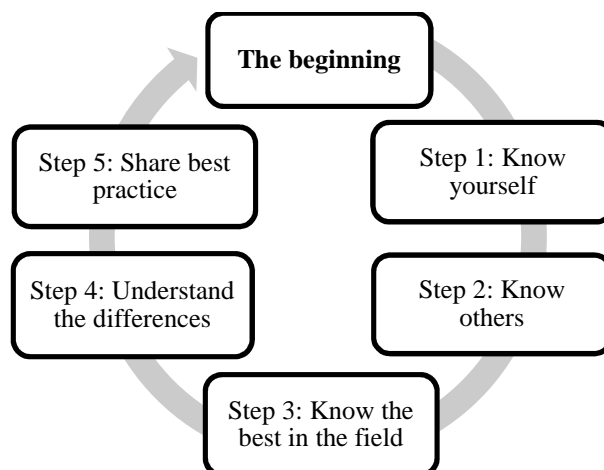 The beginning
Step 1: Know
yourself
Step 2: Know
others
Step 3: Know the
best in the field
Step 4: Understand
the differences
Step 5: Share best
practice